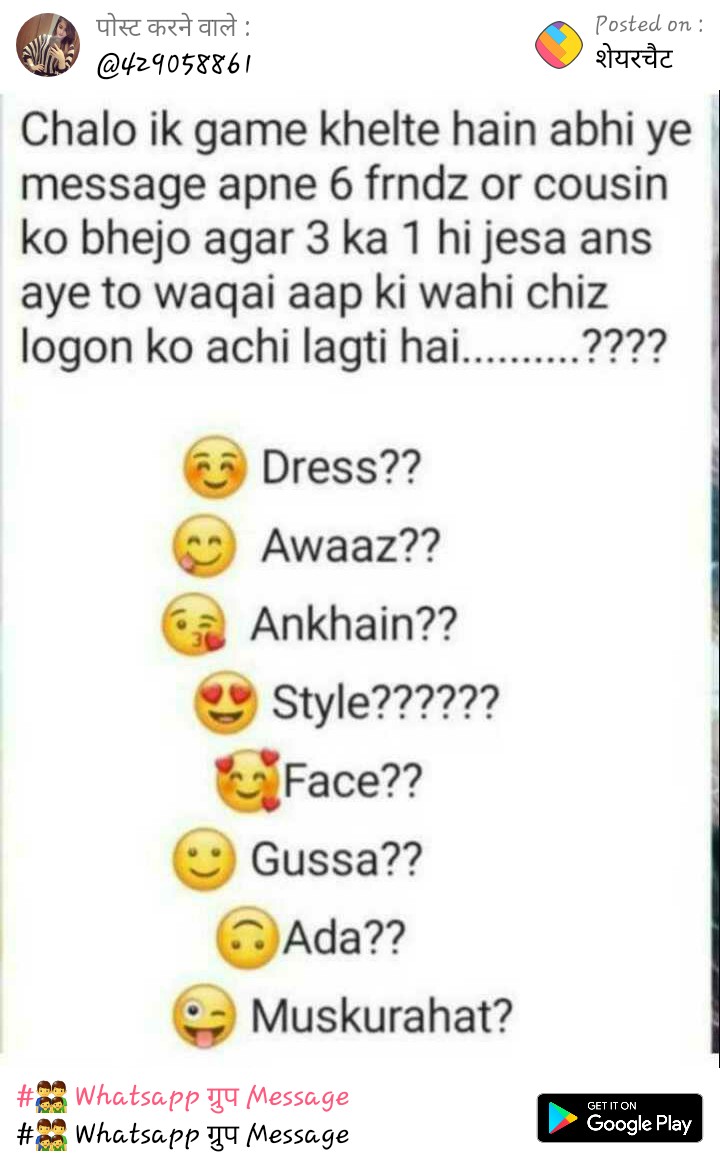 पोस्ट करने वाले :
@429058861
Posted on :
शेयरचैट
Chalo ik game khelte hain abhi ye
message apne 6 frndz or cousin
ko bhejo agar 3 ka 1 hi jesa ans
aye to waqai aap ki wahi chiz
logon ko achi lagti hai..........????
☺️ Dress??
😋 Awaaz??
😘 Ankhain??
😍 Style??????
🥰Face??
🙂 Gussa??
🙃Ada??
😜 Muskurahat?
#👨‍👩‍👧‍👦 Whatsapp ग्रुप Message
#👨‍👩‍👧‍👦 Whatsapp ग्रुप Message
GET IT ON
Google Play